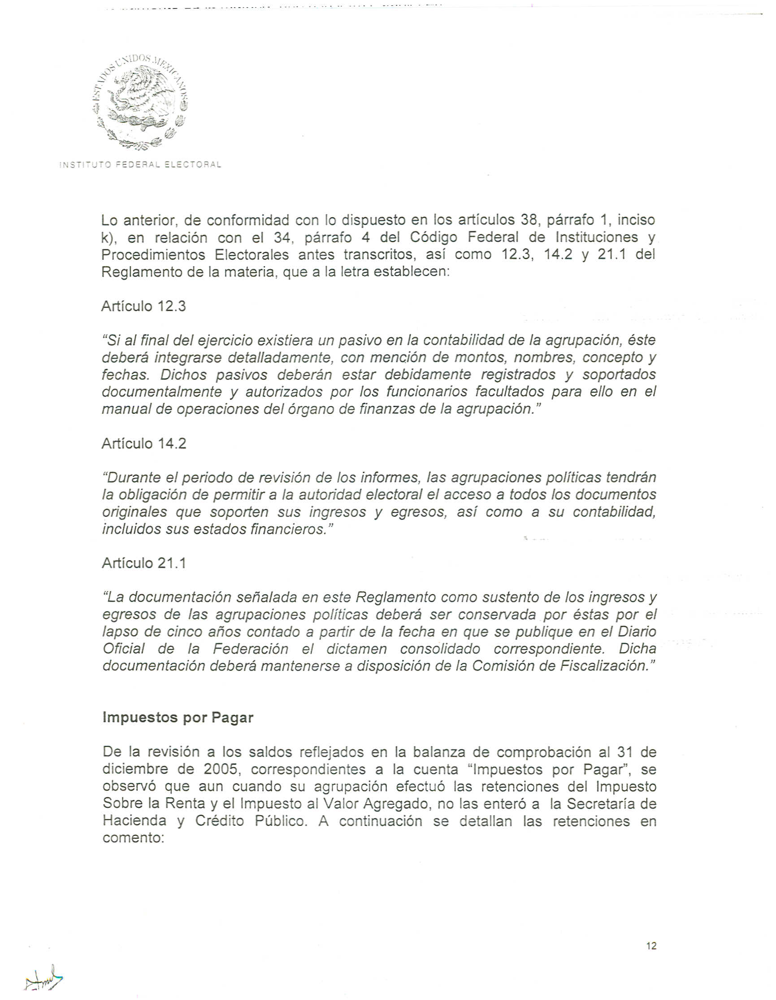 ESTADOS UNIDOS MEXICANOS
INSTITUTO FEDERAL ELECTORAL
Lo anterior, de conformidad con lo dispuesto en los artículos 38, párrafo 1, inciso
k), en relación con el 34, párrafo 4 del Código Federal de Instituciones y
Procedimientos Electorales antes transcritos, así como 12.3, 14.2 y 21.1 del
Reglamento de la materia, que a la letra establecen:
Artículo 12.3
“Si al final del ejercicio existiera un pasivo en la contabilidad de la agrupación, éste
deberá integrarse detalladamente, con mención de montos, nombres, concepto y
fechas. Dichos pasivos deberán estar debidamente registrados y soportados
documentalmente y autorizados por los funcionarios facultados para ello en el
manual de operaciones del órgano de finanzas de la agrupación.”
Artículo 14.2
“Durante el periodo de revisión de los informes, las agrupaciones políticas tendrán
la obligación de permitir a la autoridad electoral el acceso a todos los documentos
originales que soporten sus ingresos y egresos, así como a su contabilidad,
incluidos sus estados financieros.”
Artículo 21.1
“La documentación señalada en este Reglamento como sustento de los ingresos y
egresos de las agrupaciones políticas deberá ser conservada por éstas por el
lapso de cinco años contado a partir de la fecha en que se publique en el Diario
Oficial de la Federación el dictamen consolidado correspondiente. Dicha
documentación deberá mantenerse a disposición de la Comisión de Fiscalización.”
Impuestos por Pagar
De la revisión a los saldos reflejados en la balanza de comprobación al 31 de
diciembre de 2005, correspondientes a la cuenta “Impuestos por Pagar”, se
observó que aun cuando su agrupación efectuó las retenciones del Impuesto
Sobre la Renta y el Impuesto al Valor Agregado, no las enteró a la Secretaría de
Hacienda y Crédito Público. A continuación se detallan las retenciones en
comento:
12